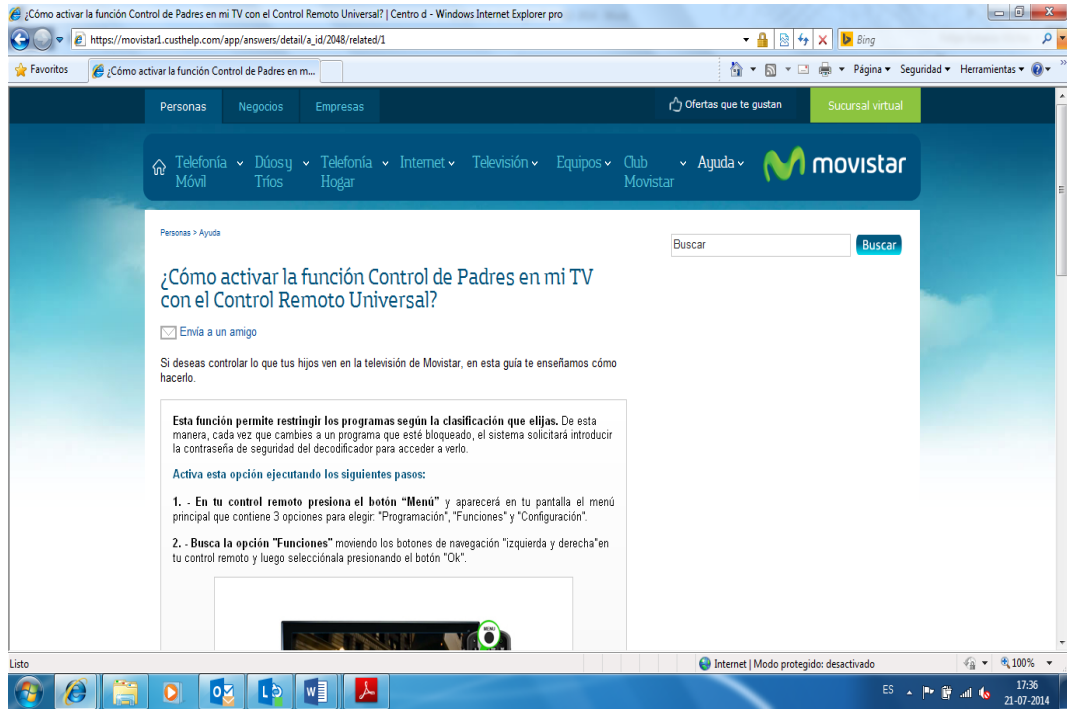 ¿Cómo activar la función Control de Padres en mi TV con el Control Remoto Universal? | Centro d - Windows Internet Explorer pro
https://movistar1.custhelp.com/app/answers/detail/a_id/2048/related/1
Bing
Favoritos
¿Cómo activar la función Control de Padres en m...
Página
Seguridad
Herramientas
Personas
Negocios
Empresas
Ofertas que te gustan
Sucursal virtual
Telefonía Móvil
Dúos y Tríos
Telefonía Hogar
Internet
Televisión
Equipos
Club Movistar
Ayuda
movistar
Personas > Ayuda
Buscar
Buscar
¿Cómo activar la función Control de Padres en mi TV
con el Control Remoto Universal?
Envía a un amigo
Si deseas controlar lo que tus hijos ven en la televisión de Movistar, en esta guía te enseñamos cómo
hacerlo.
Esta función permite restringir los programas según la clasificación que elijas. De esta
manera, cada vez que cambies a un programa que esté bloqueado, el sistema solicitará introducir
la contraseña de seguridad del decodificador para acceder a verlo.
Activa esta opción ejecutando los siguientes pasos:
1. - En tu control remoto presiona el botón “Menú” y aparecerá en tu pantalla el menú
principal que contiene 3 opciones para elegir: "Programación", "Funciones" y "Configuración".
2. - Busca la opción "Funciones" moviendo los botones de navegación "izquierda y derecha"en
tu control remoto y luego selecciónala presionando el botón "Ok".
MENU
Listo
Internet | Modo protegido: desactivado
100%
ES
17:36
21-07-2014